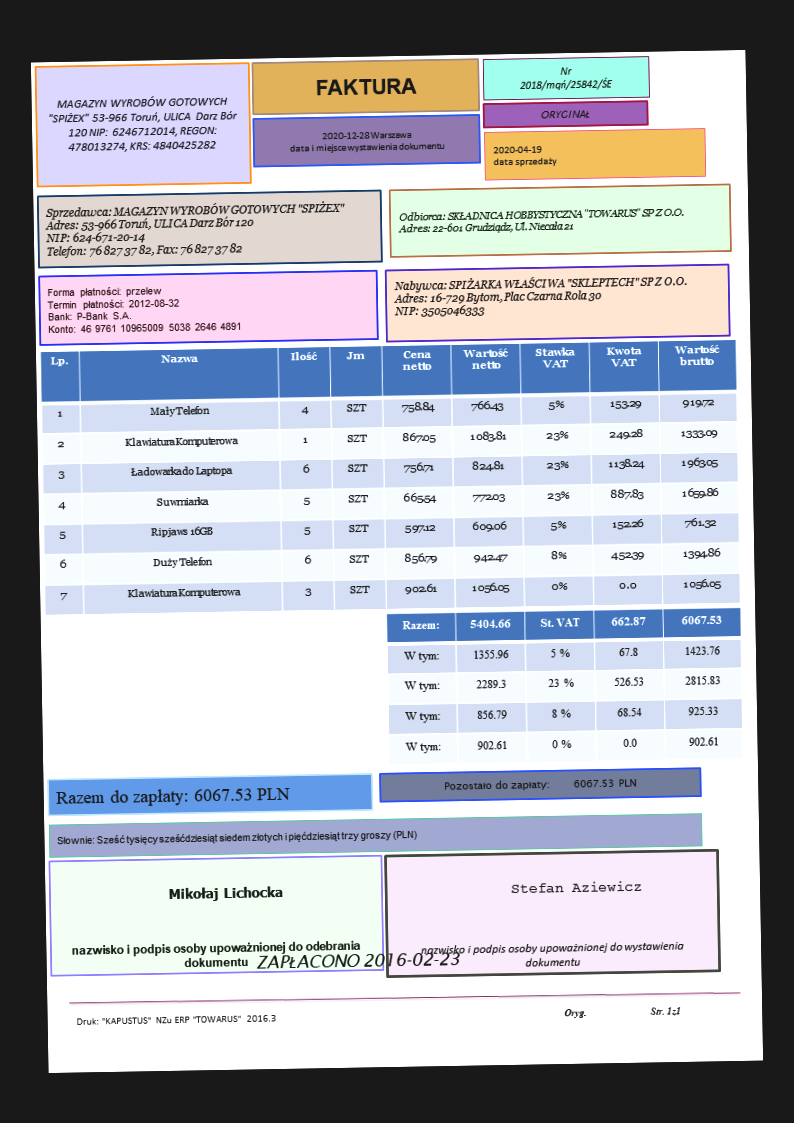 MAGAZYN WYROBÓW GOTOWYCH
"SPIŻEX" 53-966 Toruń, ULICA Darz Bór
120 NIP: 6246712014, REGON:
478013274, KRS: 4840425282
FAKTURA
2020-12-28 Warszawa
data i miejsce wystawienia dokumentu
Nr
2018/mqń/25842/ŚE
ORYGINAŁ
2020-04-19
data sprzedaży
Sprzedawca: MAGAZYN WYROBÓW GOTOWYCH "SPIŻEX"
Adres: 53-966 Toruń, ULICA Darz Bór 120
NIP: 624-671-20-14
Telefon: 76 827 37 82, Fax: 76 827 37 82
Odbiorca: SKŁADNICA HOBBYSTYCZNA "TOWARUS" SP Z O.O.
Adres: 22-601 Grudziądz, Ul. Niecała 21
Forma płatności: przelew
Termin płatności: 2012-08-32
Bank: P-Bank S.A.
Konto: 46 9761 10965009 5038 2646 4891
Nabywca: SPIŻARKA WŁAŚCIWA "SKLEPTECH" SP Z O.O.
Adres: 16-729 Bytom, Plac Czarna Rola 30
NIP: 3505046333
Lp. Nazwa Ilość Jm Cena netto Wartość netto Stawka VAT Kwota VAT Wartość brutto
1 Mały Telefon 4 SZT 758.84 766.43 5% 153.29 919.72
2 Klawiatura Komputerowa 1 SZT 867.05 1083.81 23% 249.28 1333.09
3 Ładowarka do Laptopa 6 SZT 756.71 824.81 23% 1138.24 1963.05
4 Suwmiarka 5 SZT 665.54 772.03 23% 887.83 1659.86
5 Ripjaws 16GB 5 SZT 597.12 609.06 5% 152.26 761.32
6 Duży Telefon 6 SZT 856.79 942.47 8% 452.39 1394.86
7 Klawiatura Komputerowa 3 SZT 902.61 1056.05 0% 0.0 1056.05
Razem: 5404.66 St. VAT 662.87 6067.53
W tym: 1355.96 5 % 67.8 1423.76
W tym: 2289.3 23 % 526.53 2815.83
W tym: 856.79 8 % 68.54 925.33
W tym: 902.61 0 % 0.0 902.61
Razem do zapłaty: 6067.53 PLN
Pozostało do zapłaty: 6067.53 PLN
Słownie: Sześć tysięcy sześćdziesiąt siedem złotych i pięćdziesiąt trzy groszy (PLN)
Mikołaj Lichocka
nazwisko i podpis osoby upoważnionej do odebrania
dokumentu
Stefan Aziewicz
nazwisko i podpis osoby upoważnionej do wystawienia
dokumentu
ZAPŁACONO 2016-02-23
Druk: "KAPUSTUS" NZu ERP "TOWARUS" 2016.3
Oryg.
Str. 1z1